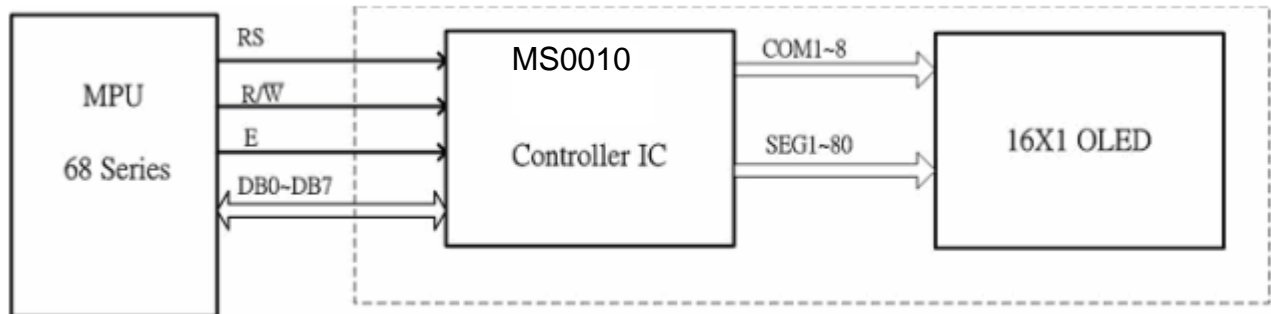 MPU
68 Series
RS
R/W̅
E
DB0~DB7
MS0010
Controller IC
COM1~8
SEG1~80
16X1 OLED